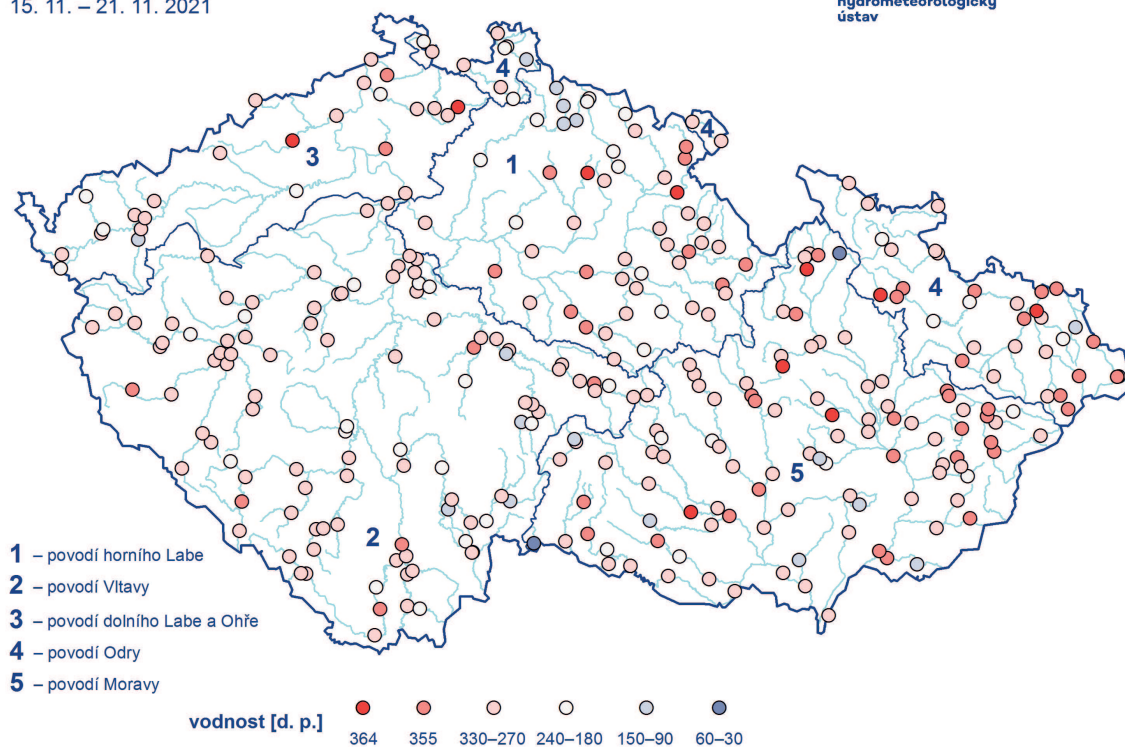 15. 11. – 21. 11. 2021
hydrometeorologický
ústav
4
4
1
3
4
5
2
1 – povodí horního Labe
2 – povodí Vltavy
3 – povodí dolního Labe a Ohře
4 – povodí Odry
5 – povodí Moravy
vodnost [d. p.]
364 355 330–270 240–180 150–90 60–30